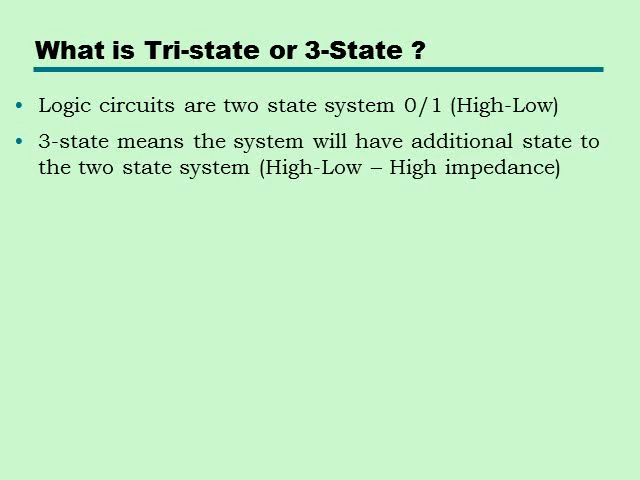 What is Tri-state or 3-State ?
• Logic circuits are two state system 0/1 (High-Low)
• 3-state means the system will have additional state to
the two state system (High-Low – High impedance)